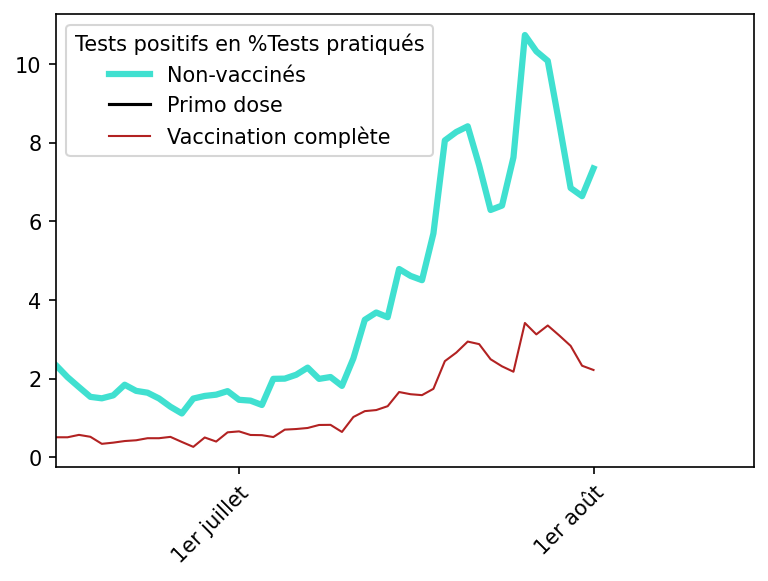 Tests positifs en %Tests pratiqués
Non-vaccinés
Primo dose
Vaccination complète
10
8
6
4
2
0
1er juillet
1er août